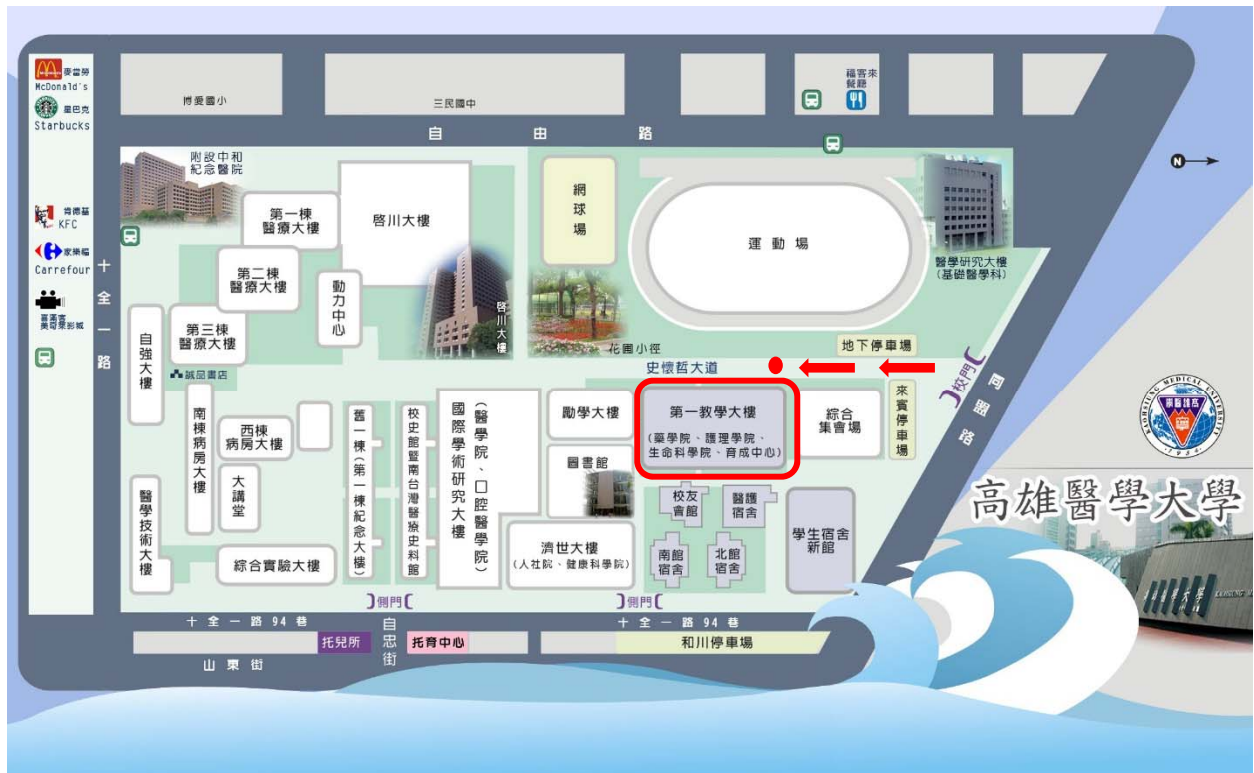 麥當勞
McDonald's
星巴克
Starbucks
肯德基
KFC
家樂福
Carrefour
十全一路
博愛國小
三民國中
福客來
餐廳
自由路
N
附設中和
紀念醫院
第一棟
醫療大樓
啓川大樓
網球場
運動場
醫學研究大樓
(基礎醫學科)
第二棟
醫療大樓
動力中心
啓川大樓
第三棟
醫療大樓
自強大樓
誠品書店
花圃小徑
史懷哲大道
地下停車場
校門
同盟路
來賓停車場
南棟病房大樓
西棟
病房大樓
大講堂
舊一棟(第一棟紀念大樓)
校史館暨南台灣醫療史料館
國際學術研究大樓
(醫學院、口腔醫學院)
勵學大樓
圖書館
第一教學大樓
(藥學院、護理學院、
生命科學院、育成中心)
綜合
集會場
醫學技術大樓
綜合實驗大樓
濟世大樓
(人社院、健康科學院)
校友
會館
醫護
宿舍
南館
宿舍
北館
宿舍
學生宿舍
新館
KAOHSIUNG MEDICAL UNIVERSITY
1954
高雄醫學大學
側門
側門
十全一路94巷
自忠街
十全一路94巷
托兒所
托育中心
和川停車場
山東街